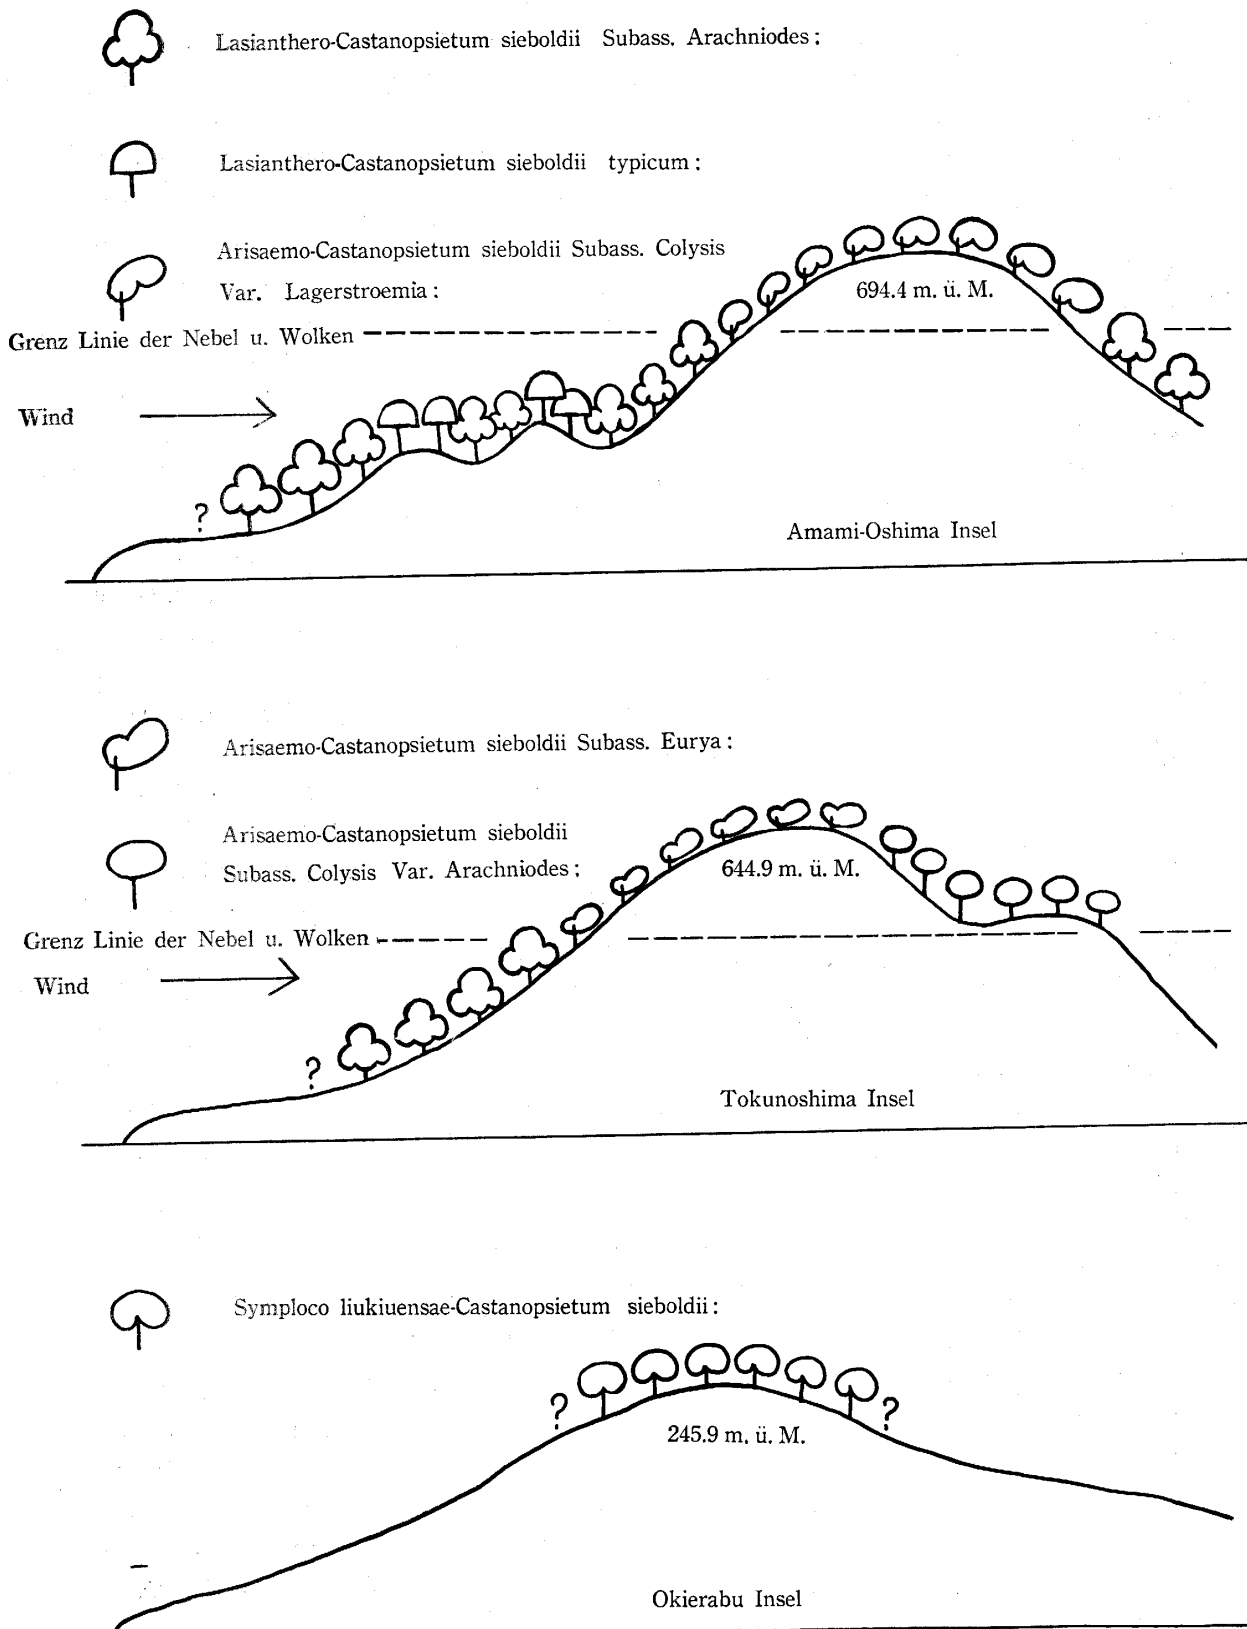 Lasianthero-Castanopsietum sieboldii Subass. Arachniodes:
Lasianthero-Castanopsietum sieboldii typicum:
Arisaemo-Castanopsietum sieboldii Subass. Colysis
Var. Lagerstroemia:
694.4 m. ü. M.
Grenz Linie der Nebel u. Wolken
Wind
?
Amami-Oshima Insel
Arisaemo-Castanopsietum sieboldii Subass. Eurya:
Arisaemo-Castanopsietum sieboldii
Subass. Colysis Var. Arachniodes;
644.9 m. ü. M.
Grenz Linie der Nebel u. Wolken
Wind
?
Tokunoshima Insel
Symploco liukiuensae-Castanopsietum sieboldii:
? ?
245.9 m. ü. M.
Okierabu Insel